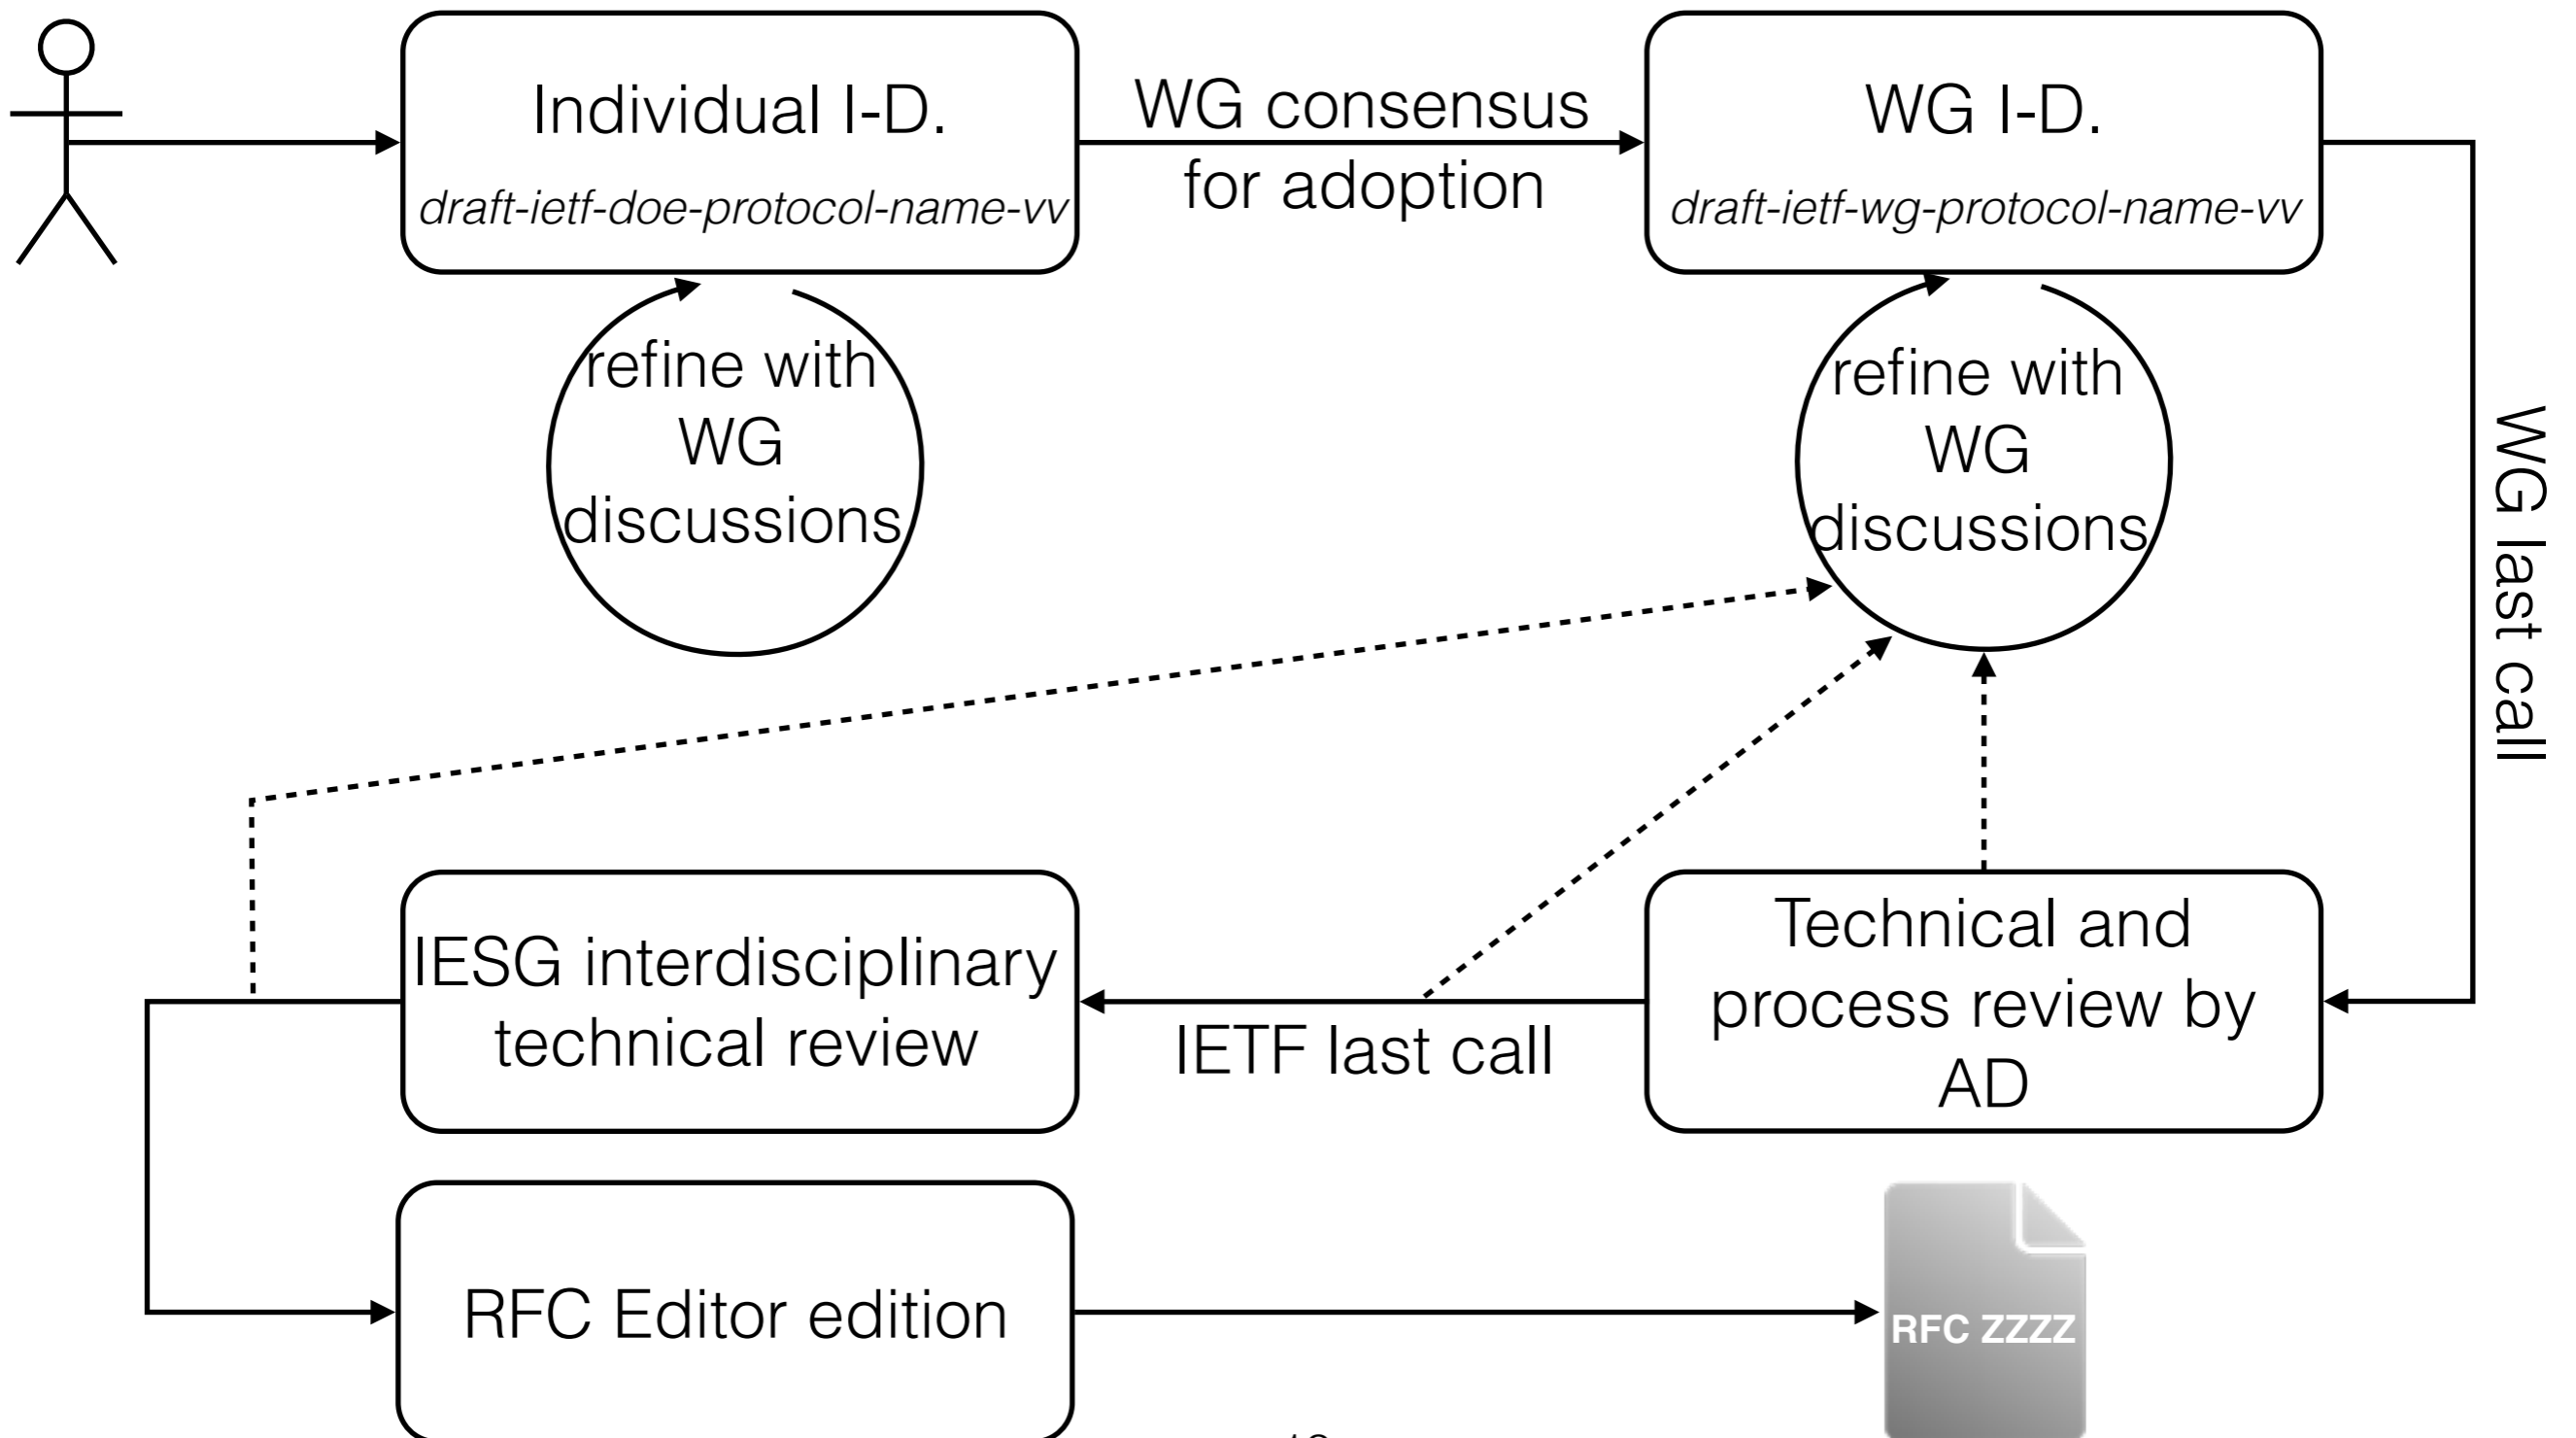 Individual I-D.
draft-ietf-doe-protocol-name-vv
WG consensus
for adoption
WG I-D.
draft-ietf-wg-protocol-name-vv
refine with
WG
discussions
refine with
WG
discussions
WG last call
Technical and
process review by
AD
IETF last call
IESG interdisciplinary
technical review
RFC Editor edition
RFC ZZZZ